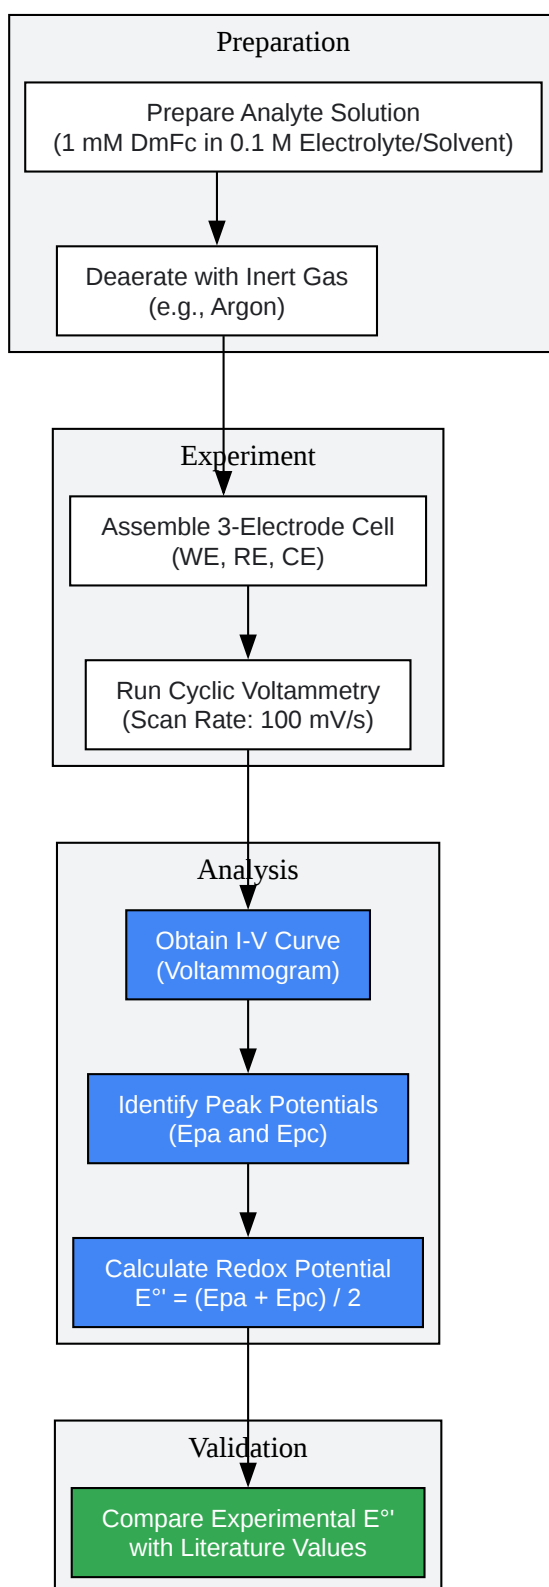 Preparation
Prepare Analyte Solution
(1 mM DmFc in 0.1 M Electrolyte/Solvent)
Deaerate with Inert Gas
(e.g., Argon)
Experiment
Assemble 3-Electrode Cell
(WE, RE, CE)
Run Cyclic Voltammetry
(Scan Rate: 100 mV/s)
Analysis
Obtain I-V Curve
(Voltammogram)
Identify Peak Potentials
(Epa and Epc)
Calculate Redox Potential
E°' = (Epa + Epc) / 2
Validation
Compare Experimental E°'
with Literature Values